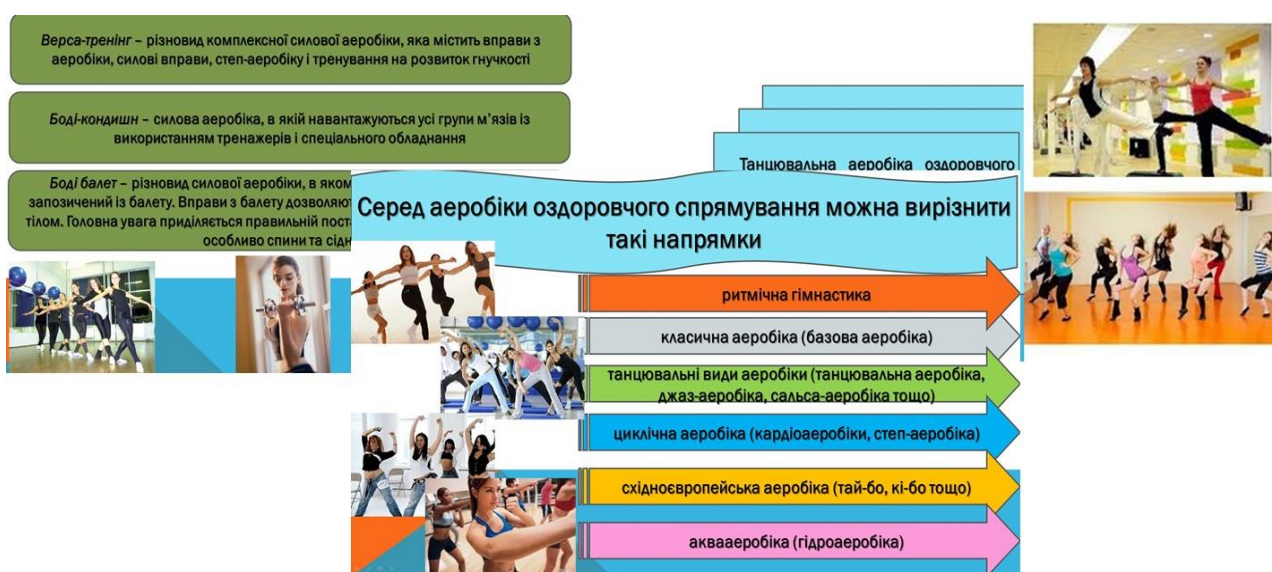 Верса-тренінг – різновид комплексної силової аеробіки, яка містить вправи з
аеробіки, силові вправи, степ-аеробіку і тренування на розвиток гнучкості
Боді-кондишн – силова аеробіка, в якій навантажуються усі групи м’язів із
використанням тренажерів і спеціального обладнання
Боді балет – різновид силової аеробіки, в яком
запозичений із балету. Вправи з балету дозволяют
тілом. Головна увага приділяється правильній пост
особливо спини та сідн
Танцювальна аеробіка оздоровчого
Серед аеробіки оздоровчого спрямування можна вирізнити
такі напрямки
ритмічна гімнастика
класична аеробіка (базова аеробіка)
танцювальні види аеробіки (танцювальна аеробіка,
джаз-аеробіка, сальса-аеробіка тощо)
циклічна аеробіка (кардіоаеробіки, степ-аеробіка)
східноєвропейська аеробіка (тай-бо, кі-бо тощо)
аквааеробіка (гідроаеробіка)